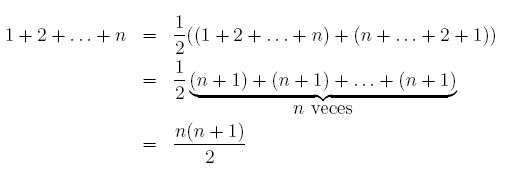 1 + 2 + … + n = 1/2 ((1 + 2 + … + n) + (n + … + 2 + 1))
= 1/2 (n + 1) + (n + 1) + … + (n + 1)
n veces
= n(n + 1)/2